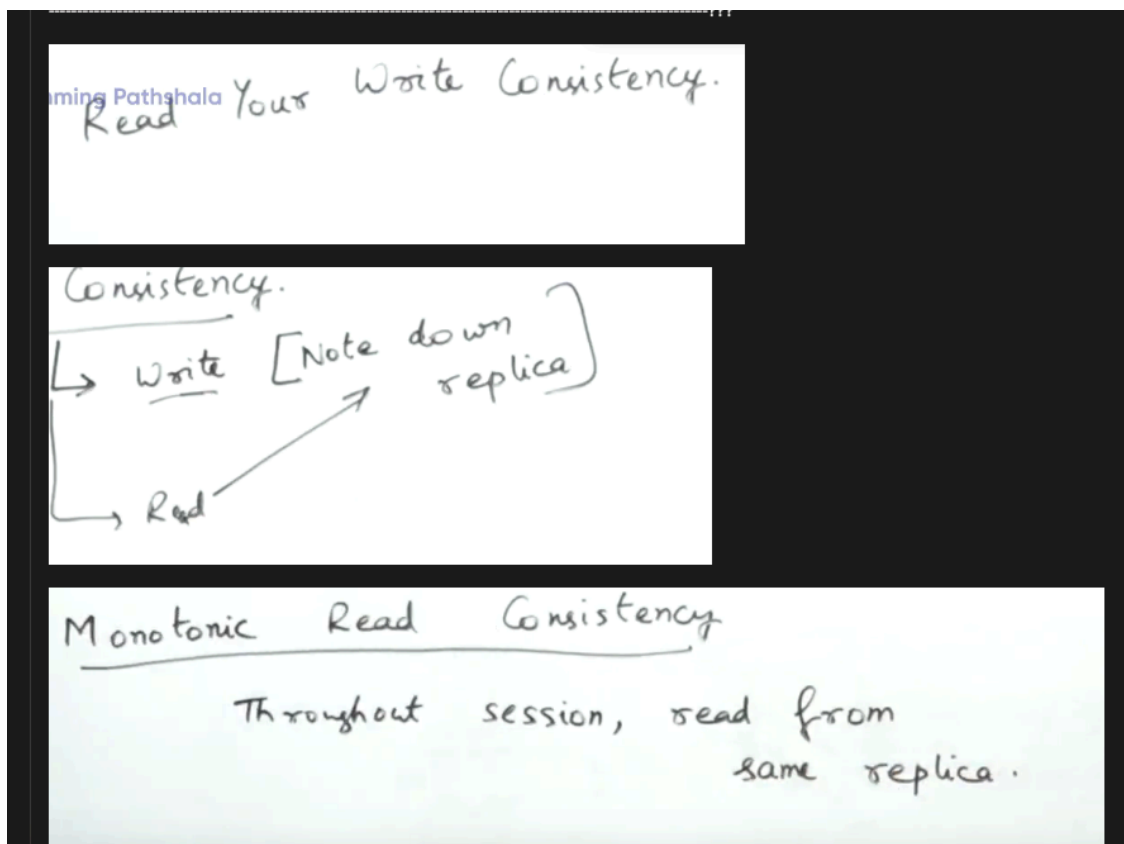 Read Your Write Consistency.
ming Pathshala
Consistency.
Write [Note down
replica]
Read
Monotonic Read Consistency
Throughout session, read from
same replica.